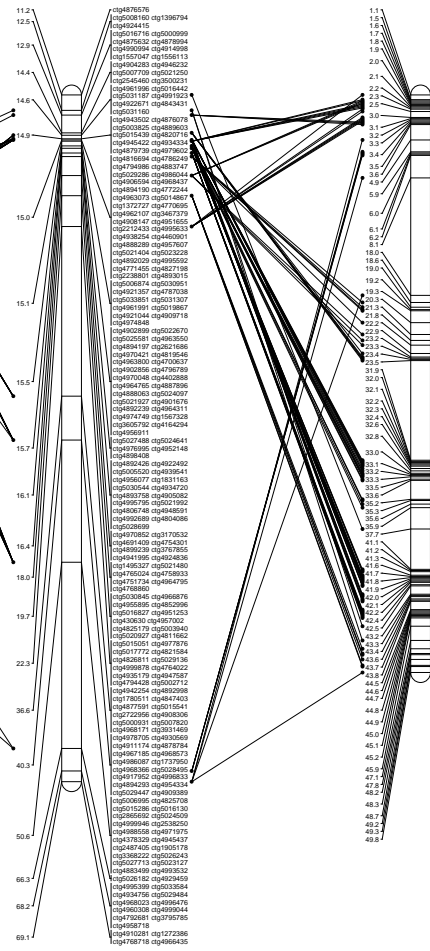 11.2
12.5
12.9
14.4
14.6
14.9
15.0
15.1
15.5
15.7
16.1
16.4
18.0
19.7
22.3
36.6
40.3
50.6
66.3
68.2
69.1
ctg4876576
ctg5008160 ctg1396794
ctg4924415
ctg5016716 ctg5000999
ctg4875632 ctg4878994
ctg4990994 ctg4914998
ctg1557047 ctg1556113
ctg4904283 ctg4946232
ctg5007709 ctg5021250
ctg2545460 ctg3500231
ctg4961996 ctg5016442
ctg5031187 ctg4991923
ctg4922671 ctg4843431
ctg5031160
ctg4943502 ctg4876078
ctg5003825 ctg4889603
ctg5015439 ctg4820716
ctg4945422 ctg4934334
ctg4879739 ctg4979602
ctg4816694 ctg4786249
ctg4794986 ctg4883747
ctg5029286 ctg4986044
ctg4906594 ctg4968437
ctg4894190 ctg4772244
ctg4963073 ctg5014867
ctg1372727 ctg4770695
ctg4962107 ctg3467379
ctg4908147 ctg4951655
ctg2212433 ctg4995633
ctg4938254 ctg4460901
ctg4888289 ctg4957607
ctg5021404 ctg5023228
ctg4892029 ctg4995592
ctg4771455 ctg4827198
ctg2238801 ctg4893015
ctg5006874 ctg5030951
ctg4921357 ctg4787038
ctg5033851 ctg5031307
ctg4961991 ctg5019867
ctg4921044 ctg4909718
ctg4974848
ctg4902899 ctg5022670
ctg5025581 ctg4963550
ctg4894197 ctg2621686
ctg4970421 ctg4819546
ctg4963800 ctg4700637
ctg4902856 ctg4796789
ctg4970048 ctg4402888
ctg4964765 ctg4887896
ctg4888063 ctg5024097
ctg5021927 ctg4901676
ctg4892239 ctg4964311
ctg4974749 ctg1567328
ctg3605792 ctg4164294
ctg4956911
ctg5027488 ctg5024641
ctg4976995 ctg4952148
ctg4898408
ctg4892426 ctg4922492
ctg5005520 ctg4939541
ctg4956077 ctg1831163
ctg5030544 ctg4934720
ctg4893758 ctg4905082
ctg4995795 ctg5021992
ctg4806748 ctg4948591
ctg4992689 ctg4804086
ctg5028699
ctg4970852 ctg3170532
ctg4691409 ctg4754301
ctg4899239 ctg3767855
ctg4941995 ctg4924836
ctg1495327 ctg5021480
ctg4765024 ctg4758933
ctg4751734 ctg4964795
ctg4768860
ctg5030845 ctg4966876
ctg4955895 ctg4852996
ctg5016827 ctg4951253
ctg430630 ctg4957002
ctg4825179 ctg5003940
ctg5020927 ctg4811662
ctg5015051 ctg4977876
ctg5017772 ctg4821584
ctg4826811 ctg5029136
ctg4999878 ctg4764022
ctg4935179 ctg4947587
ctg4794428 ctg5002712
ctg4942254 ctg4892998
ctg1780511 ctg4847403
ctg4877591 ctg5015541
ctg2722956 ctg4908306
ctg5000931 ctg5007820
ctg4968171 ctg3931469
ctg4978705 ctg4930569
ctg4911174 ctg4878784
ctg4967185 ctg4968573
ctg4986087 ctg1737950
ctg4968366 ctg5028495
ctg4917952 ctg4996833
ctg4894293 ctg4954334
ctg5029447 ctg4909389
ctg5006995 ctg4825708
ctg5015286 ctg5016130
ctg2865692 ctg5024509
ctg4999946 ctg2538250
ctg4988558 ctg4971975
ctg4378329 ctg4945437
ctg2487405 ctg1905178
ctg3368222 ctg5026243
ctg5027713 ctg5023127
ctg4883499 ctg4993532
ctg5026182 ctg4929459
ctg4995399 ctg5033584
ctg4934756 ctg5029484
ctg4968023 ctg4996681
ctg4960308 ctg4999044
ctg4792681 ctg3795785
ctg4958718
ctg4910281 ctg1272386
ctg4768718 ctg4966435
1.1
1.5
1.6
1.7
1.8
1.9
2.0
2.1
2.2
2.3
2.5
3.0
3.1
3.2
3.3
3.4
3.5
3.6
4.9
5.9
6.0
6.1
6.2
8.1
18.0
18.6
19.0
19.2
19.3
20.3
21.3
21.8
22.2
22.9
23.2
23.3
23.4
23.5
31.9
32.0
32.1
32.2
32.3
32.4
32.6
32.8
33.0
33.1
33.2
33.3
33.5
33.6
35.2
35.3
35.6
35.9
37.7
41.1
41.2
41.3
41.6
41.7
41.8
41.9
42.0
42.1
42.2
42.4
42.5
43.2
43.3
43.4
43.6
43.7
43.8
44.5
44.6
44.7
44.8
44.9
45.0
45.1
45.2
45.9
47.1
47.8
48.2
48.3
48.7
49.2
49.3
49.8